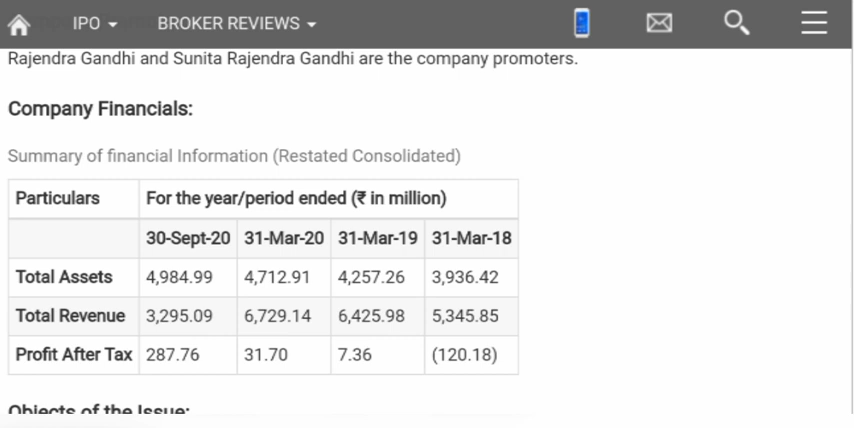 IPO BROKER REVIEWS
Rajendra Gandhi and Sunita Rajendra Gandhi are the company promoters.
Company Financials:
Summary of financial Information (Restated Consolidated)
Particulars For the year/period ended (₹ in million)
30-Sept-20 31-Mar-20 31-Mar-19 31-Mar-18
Total Assets 4,984.99 4,712.91 4,257.26 3,936.42
Total Revenue 3,295.09 6,729.14 6,425.98 5,345.85
Profit After Tax 287.76 31.70 7.36 (120.18)
Objects of the Issue: